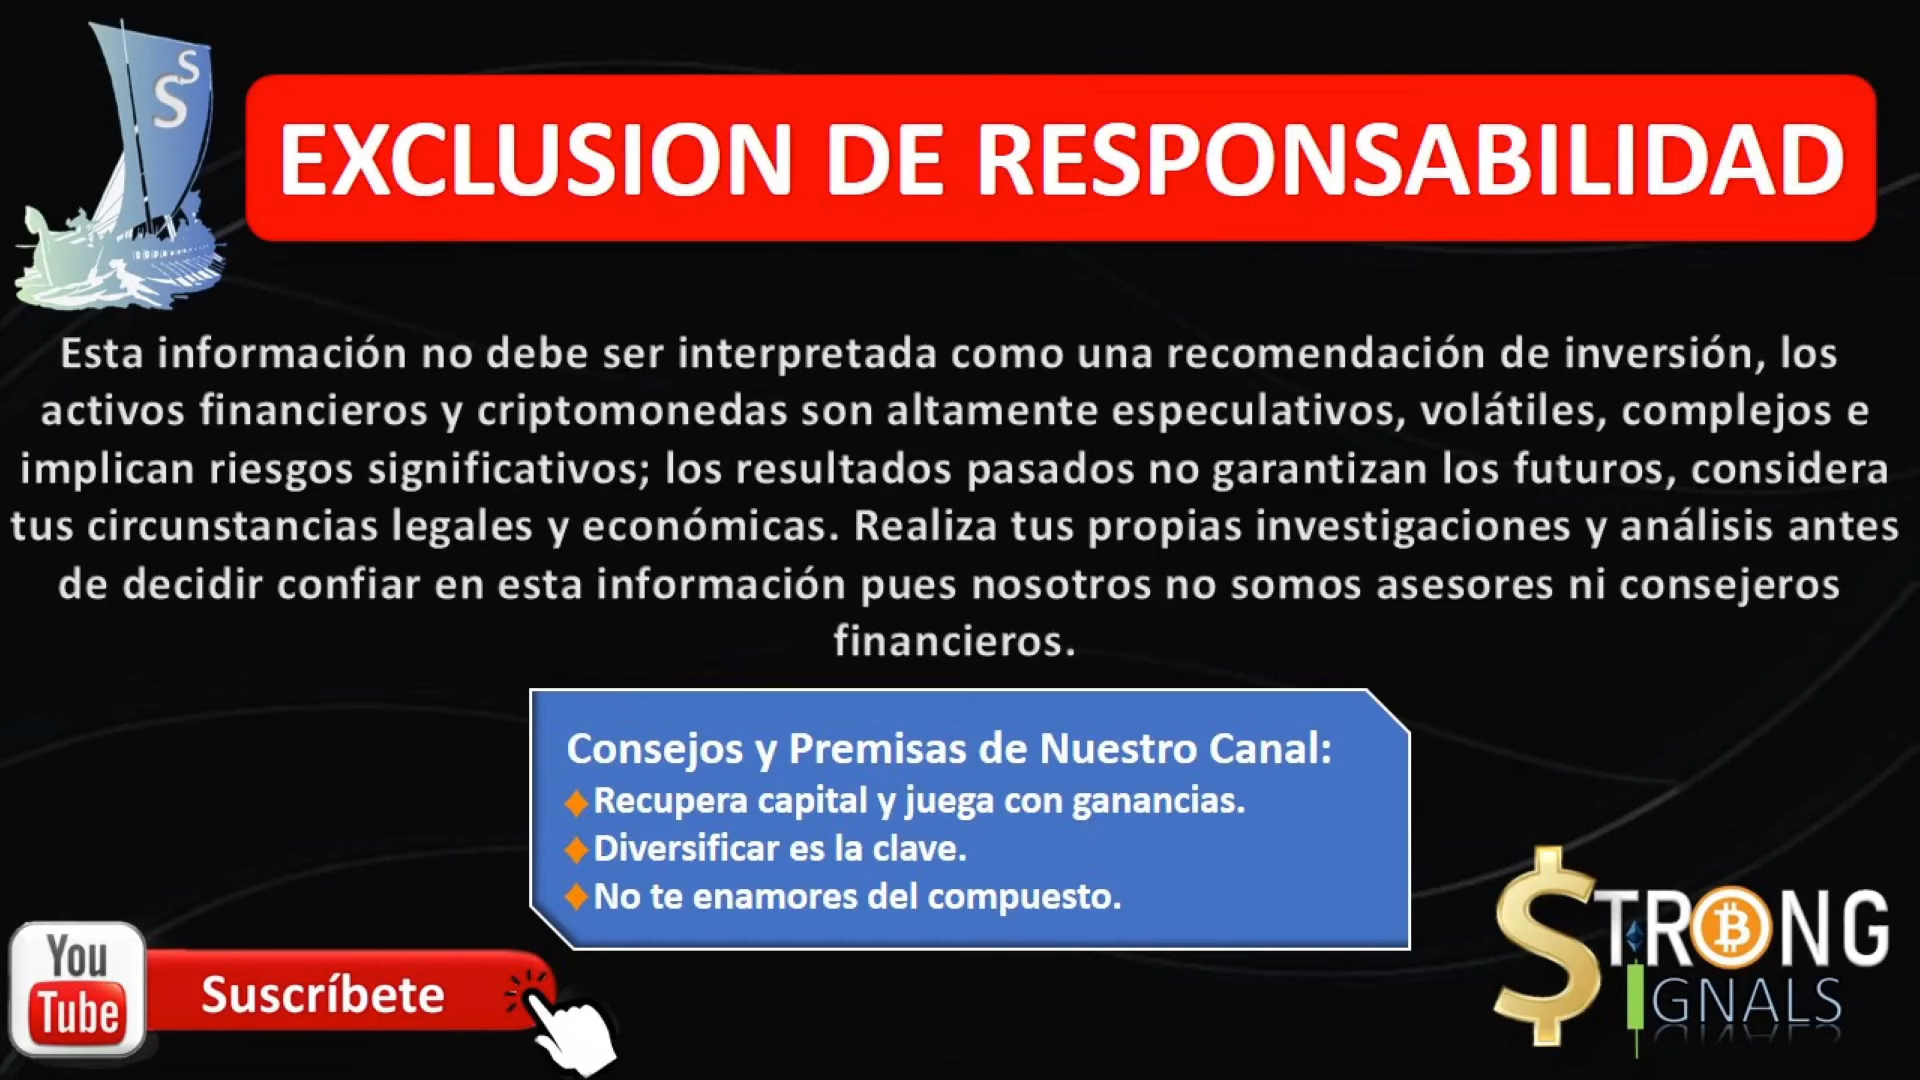 S
S
EXCLUSION DE RESPONSABILIDAD
Esta información no debe ser interpretada como una recomendación de inversión, los
activos financieros y criptomonedas son altamente especulativos, volátiles, complejos e
implican riesgos significativos; los resultados pasados no garantizan los futuros, considera
tus circunstancias legales y económicas. Realiza tus propias investigaciones y análisis antes
de decidir confiar en esta información pues nosotros no somos asesores ni consejeros
financieros.
Consejos y Premisas de Nuestro Canal:
Recupera capital y juega con ganancias.
Diversificar es la clave.
No te enamores del compuesto.
You
Tube
Suscríbete
$TR₿NG
IGNALS